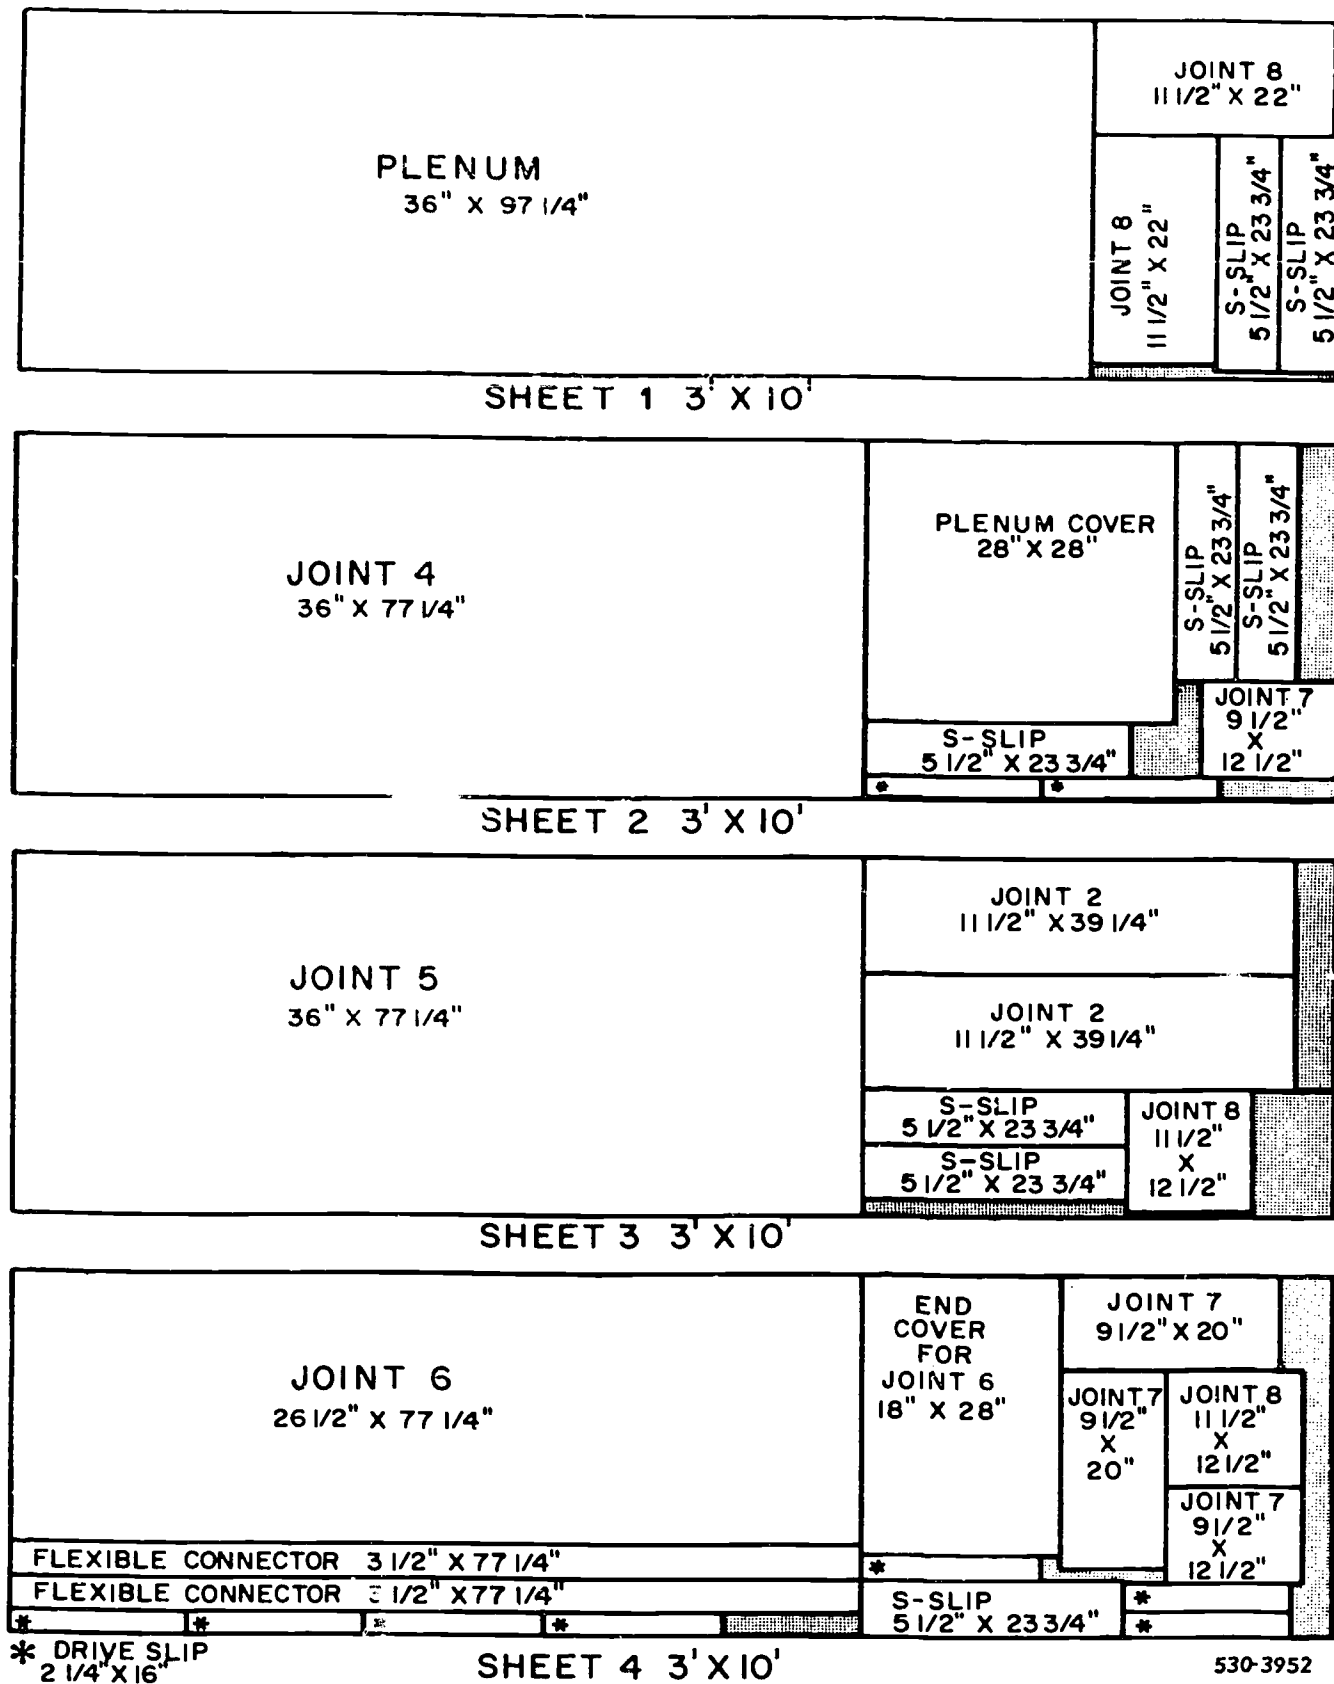 PLENUM
36" X 97 1/4"
JOINT 8
11 1/2" X 22"
JOINT 8
11 1/2" X 22"
S-SLIP
5 1/2" X 23 3/4"
S-SLIP
5 1/2" X 23 3/4"
SHEET 1 3' X 10'
JOINT 4
36" X 77 1/4"
PLENUM COVER
28" X 28"
S-SLIP
5 1/2" X 23 3/4"
S-SLIP
5 1/2" X 23 3/4"
S-SLIP
5 1/2" X 23 3/4"
JOINT 7
9 1/2"
X
12 1/2"
*
*
SHEET 2 3' X 10'
JOINT 5
36" X 77 1/4"
JOINT 2
11 1/2" X 39 1/4"
JOINT 2
11 1/2" X 39 1/4"
S-SLIP
5 1/2" X 23 3/4"
S-SLIP
5 1/2" X 23 3/4"
JOINT 8
11 1/2"
X
12 1/2"
SHEET 3 3' X 10'
JOINT 6
26 1/2" X 77 1/4"
END
COVER
FOR
JOINT 6
18" X 28"
JOINT 7
9 1/2" X 20"
JOINT 7
9 1/2"
X
20"
JOINT 8
11 1/2"
X
12 1/2"
JOINT 7
9 1/2"
X
12 1/2"
FLEXIBLE CONNECTOR 3 1/2" X 77 1/4"
FLEXIBLE CONNECTOR 3 1/2" X 77 1/4"
*
S-SLIP
5 1/2" X 23 3/4"
*
*
* * * *
* DRIVE SLIP
2 1/4" X 16"
SHEET 4 3' X 10'
530-3952